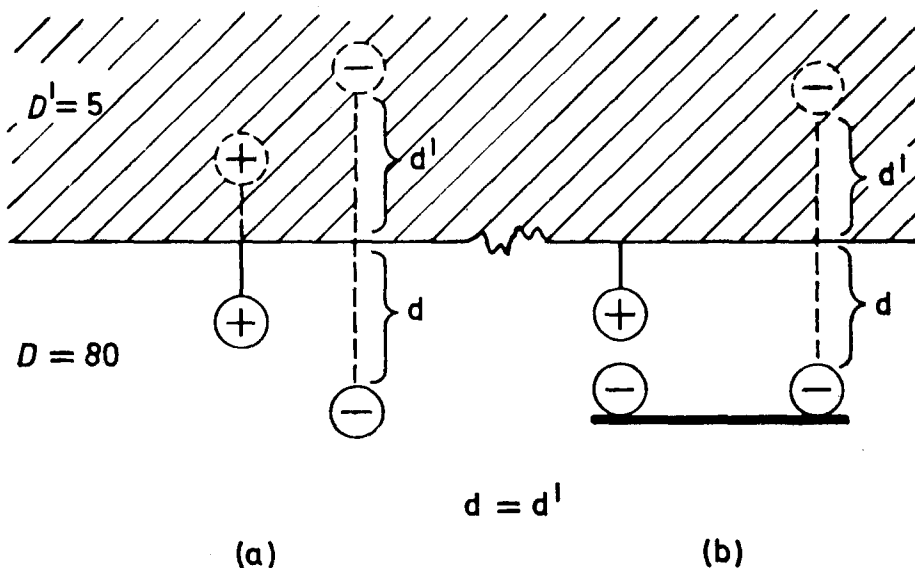 D' = 5
d' d'
d d
D = 80
d = d'
(a) (b)